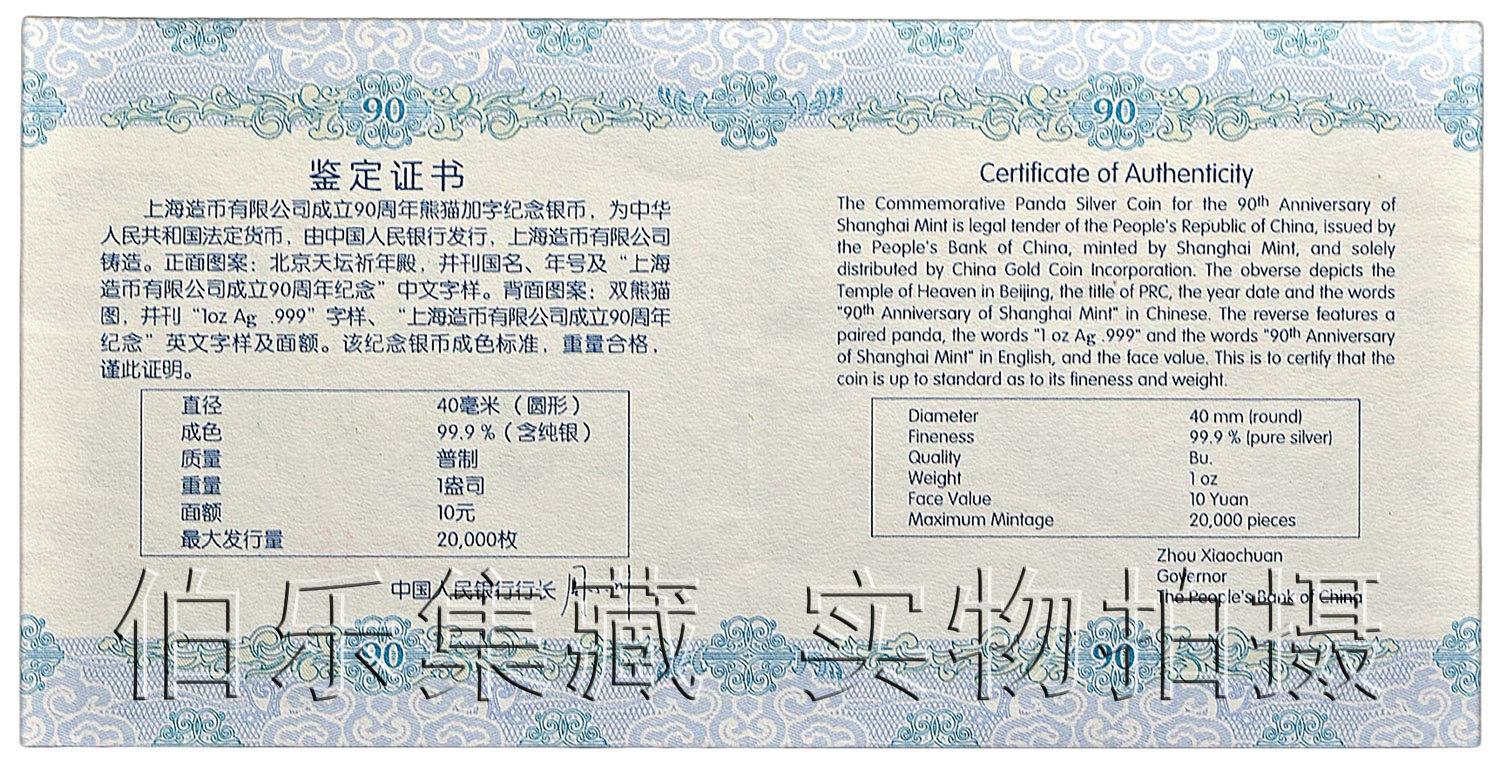 90
鉴定证书
上海造币有限公司成立90周年熊猫加字纪念银币，为中华
人民共和国法定货币，由中国人民银行发行，上海造币有限公司
铸造。正面图案：北京天坛祈年殿，并刊国名、年号及“上海
造币有限公司成立90周年纪念”中文字样。背面图案：双熊猫
图，并刊“1oz Ag .999”字样、“上海造币有限公司成立90周年
纪念”英文字样及面额。该纪念银币成色标准，重量合格，
谨此证明。
直径 40毫米（圆形）
成色 99.9 %（含纯银）
质量 普制
重量 1盎司
面额 10元
最大发行量 20,000枚
中国人民银行行长
90
90
Certificate of Authenticity
The Commemorative Panda Silver Coin for the 90th Anniversary of
Shanghai Mint is legal tender of the People's Republic of China, issued by
the People's Bank of China, minted by Shanghai Mint, and solely
distributed by China Gold Coin Incorporation. The obverse depicts the
Temple of Heaven in Beijing, the title of PRC, the year date and the words
"90th Anniversary of Shanghai Mint" in Chinese. The reverse features a
paired panda, the words "1 oz Ag .999" and the words "90th Anniversary
of Shanghai Mint" in English, and the face value. This is to certify that the
coin is up to standard as to its fineness and weight.
Diameter 40 mm (round)
Fineness 99.9 % (pure silver)
Quality Bu.
Weight 1 oz
Face Value 10 Yuan
Maximum Mintage 20,000 pieces
Zhou Xiaochuan
Governor
The People's Bank of China
90
伯乐集藏 实物拍摄